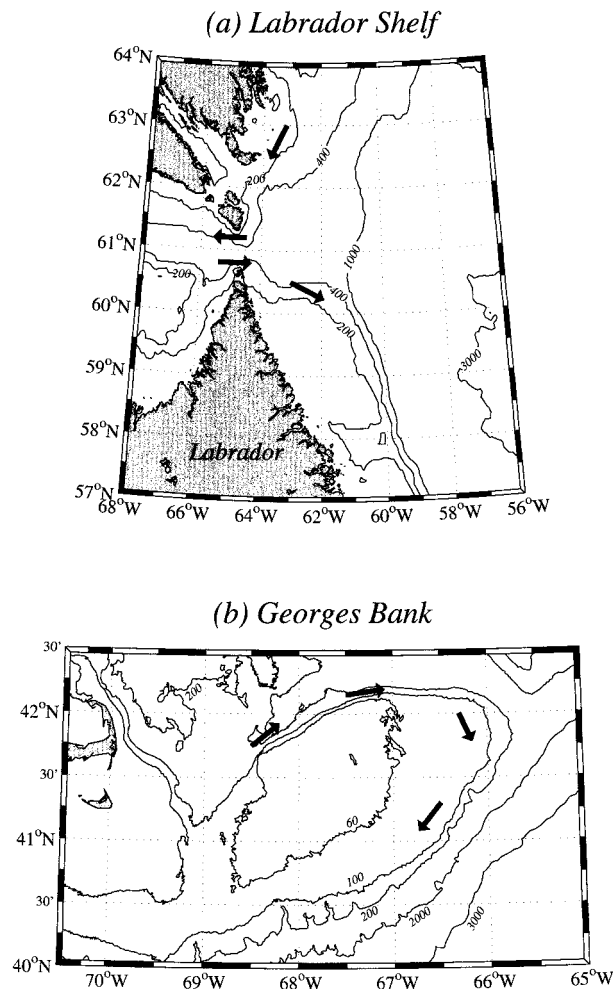 (a) Labrador Shelf
64°N
63°N
62°N
61°N
60°N
59°N
58°N
57°N
200
400
1000
200
400
200
3000
Labrador
68°W 66°W 64°W 62°W 60°W 58°W 56°W
(b) Georges Bank
30'
42°N
30'
41°N
30'
40°N
200
60
100
200
2000
3000
70°W 69°W 68°W 67°W 66°W 65°W